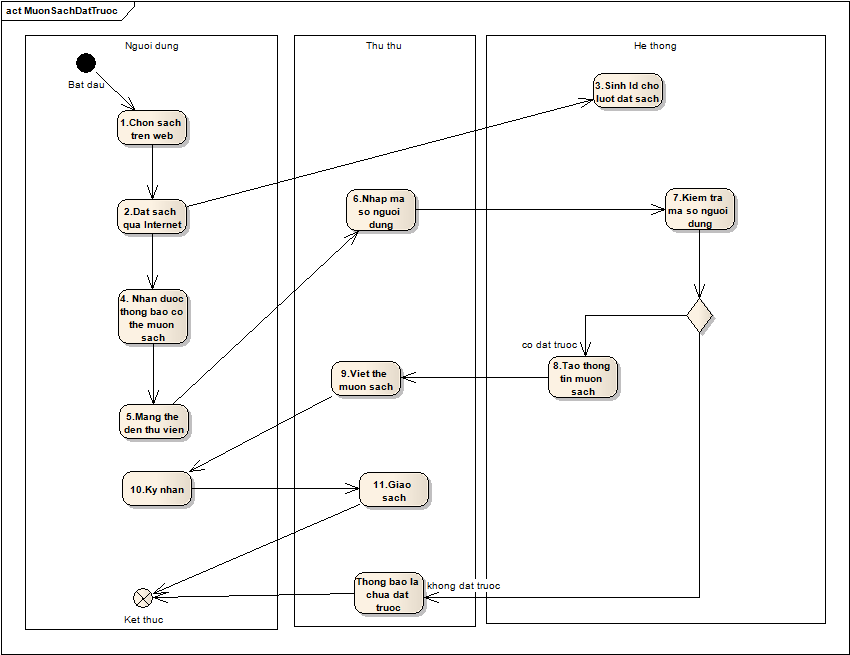 act MuonSachDatTruoc
Nguoi dung
Thu thu
He thong
Bat dau
1.Chon sach
tren web
3.Sinh Id cho
luot dat sach
2.Dat sach
qua Internet
6.Nhap ma
so nguoi
dung
7.Kiem tra
ma so nguoi
dung
4. Nhan duoc
thong bao co
the muon
sach
co dat truoc
8.Tao thong
tin muon
sach
9.Viet the
muon sach
5.Mang the
den thu vien
10.Ky nhan
11.Giao
sach
Thong bao la
chua dat
truoc
khong dat truoc
Ket thuc